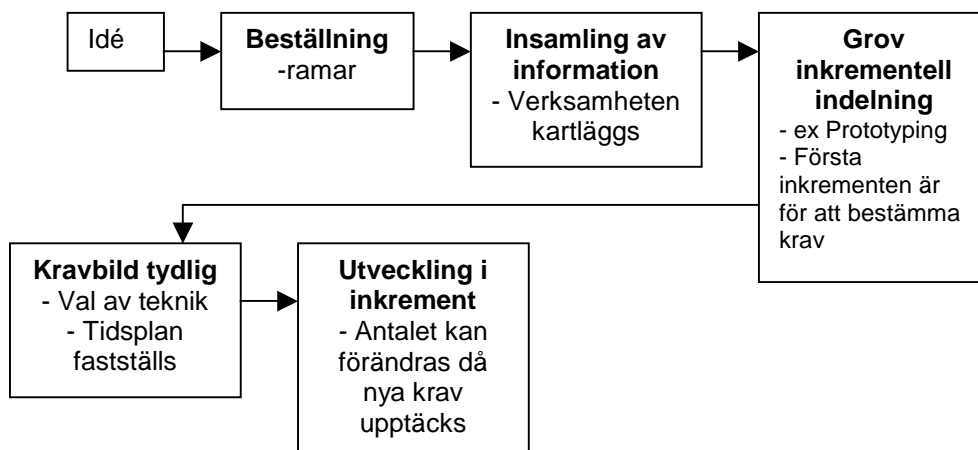 Idé
Beställning
-ramar
Insamling av
information
- Verksamheten
kartläggs
Grov
inkrementell
indelning
- ex Prototyping
- Första
inkrementen är
för att bestämma
krav
Kravbild tydlig
- Val av teknik
- Tidsplan
fastställs
Utveckling i
inkrement
- Antalet kan
förändras då
nya krav
upptäcks